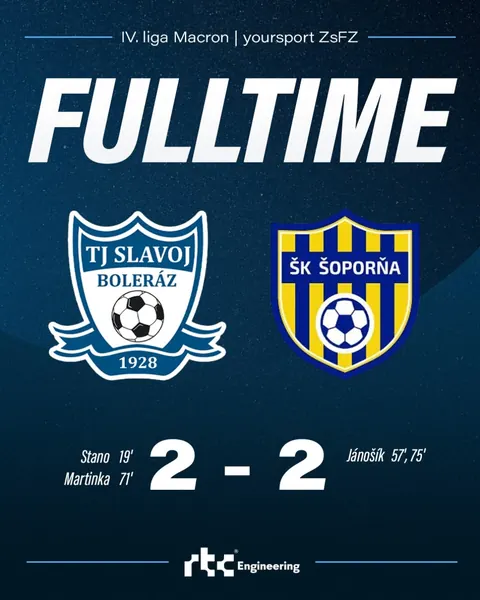 IV. liga Macron | yoursport ZsFZ
FULLTIME
TJ SLAVOJ
BOLERÁZ
1928
ŠK ŠOPORŇA
Stano 19'
Martinka 71'
2 - 2
Jánošík 57', 75'
rtc Engineering